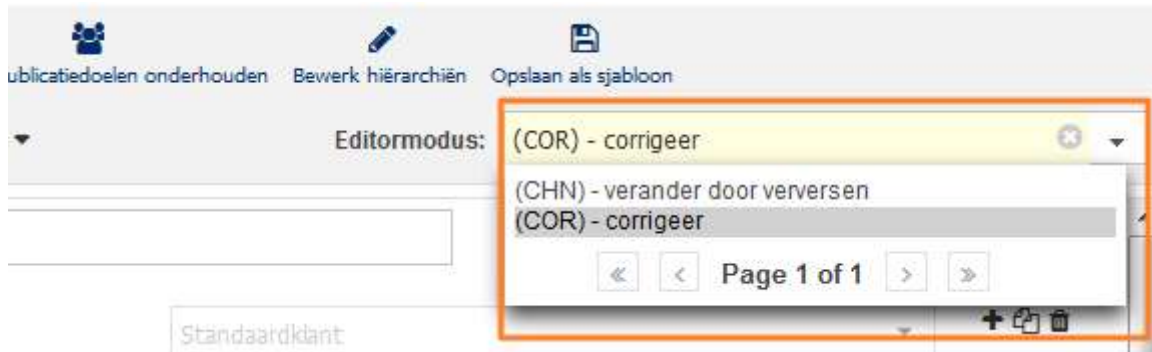 ublicatiedoelen onderhouden Bewerk hiërarchiën Opslaan als sjabloon
Editormodus: (COR) - corrigeer
(CHN) - verander door verversen
(COR) - corrigeer
« < Page 1 of 1 > »
Standaardklant